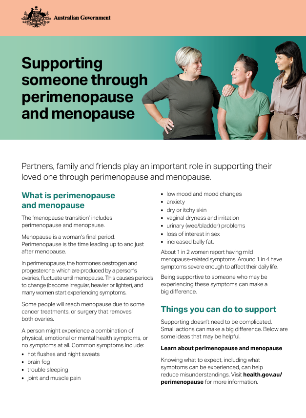 Australian Government
Supporting
someone through
perimenopause
and menopause
Partners, family and friends play an important role in supporting their
loved one through perimenopause and menopause.
What is perimenopause
and menopause
The 'menopause transition' includes
perimenopause and menopause.
Menopause is a woman's final period.
Perimenopause is the time leading up to and just
after menopause.
In perimenopause, the hormones oestrogen and
progesterone, which are produced by a person's
ovaries, fluctuate until menopause. This causes periods
to change (become irregular, heavier or lighter), and
many women start experiencing symptoms.
Some people will reach menopause due to some
cancer treatments, or surgery that removes
both ovaries.
A person might experience a combination of
physical, emotional or mental health symptoms, or
no symptoms at all. Common symptoms include:
• hot flushes and night sweats
• brain fog
• trouble sleeping
• joint and muscle pain
• low mood and mood changes
• anxiety
• dry or itchy skin
• vaginal dryness and irritation
• urinary (wee/bladder) problems
• loss of interest in sex
• increased belly fat.
About 1 in 2 women report having mild
menopause-related symptoms. Around 1 in 4 have
symptoms severe enough to affect their daily life.
Being supportive to someone who may be
experiencing these symptoms can make a
big difference.
Things you can do to support
Supporting doesn't need to be complicated.
Small actions can make a big difference. Below are
some ideas that may be helpful.
Learn about perimenopause and menopause
Knowing what to expect, including what
symptoms can be experienced, can help
reduce misunderstandings. Visit health.gov.au/
perimenopause for more information.